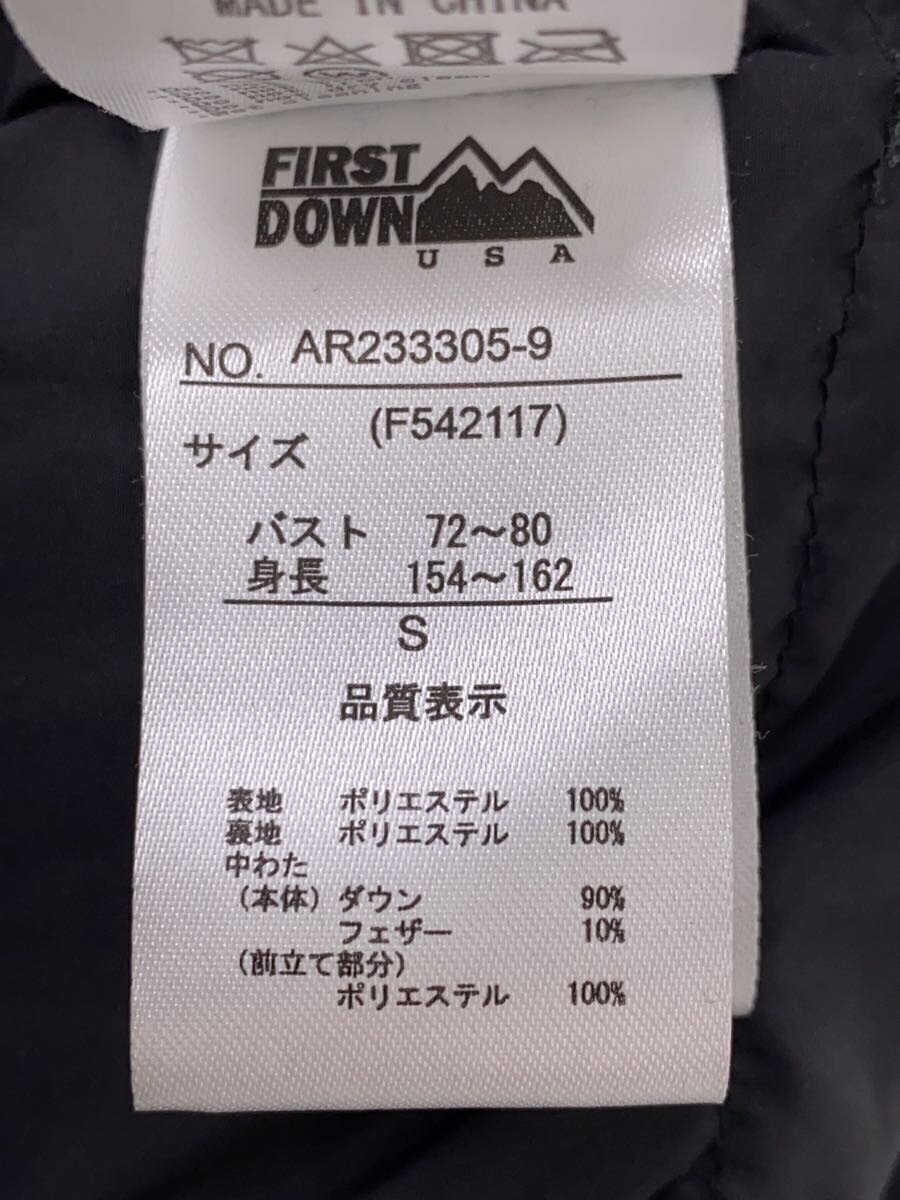 MADE IN CHINA
FIRST
DOWN
USA
NO. AR233305-9
サイズ (F542117)
バスト 72～80
身長 154～162
S
品質表示
表地 ポリエステル 100%
裏地 ポリエステル 100%
中わた
(本体) ダウン 90%
フェザー 10%
(前立て部分)
ポリエステル 100%